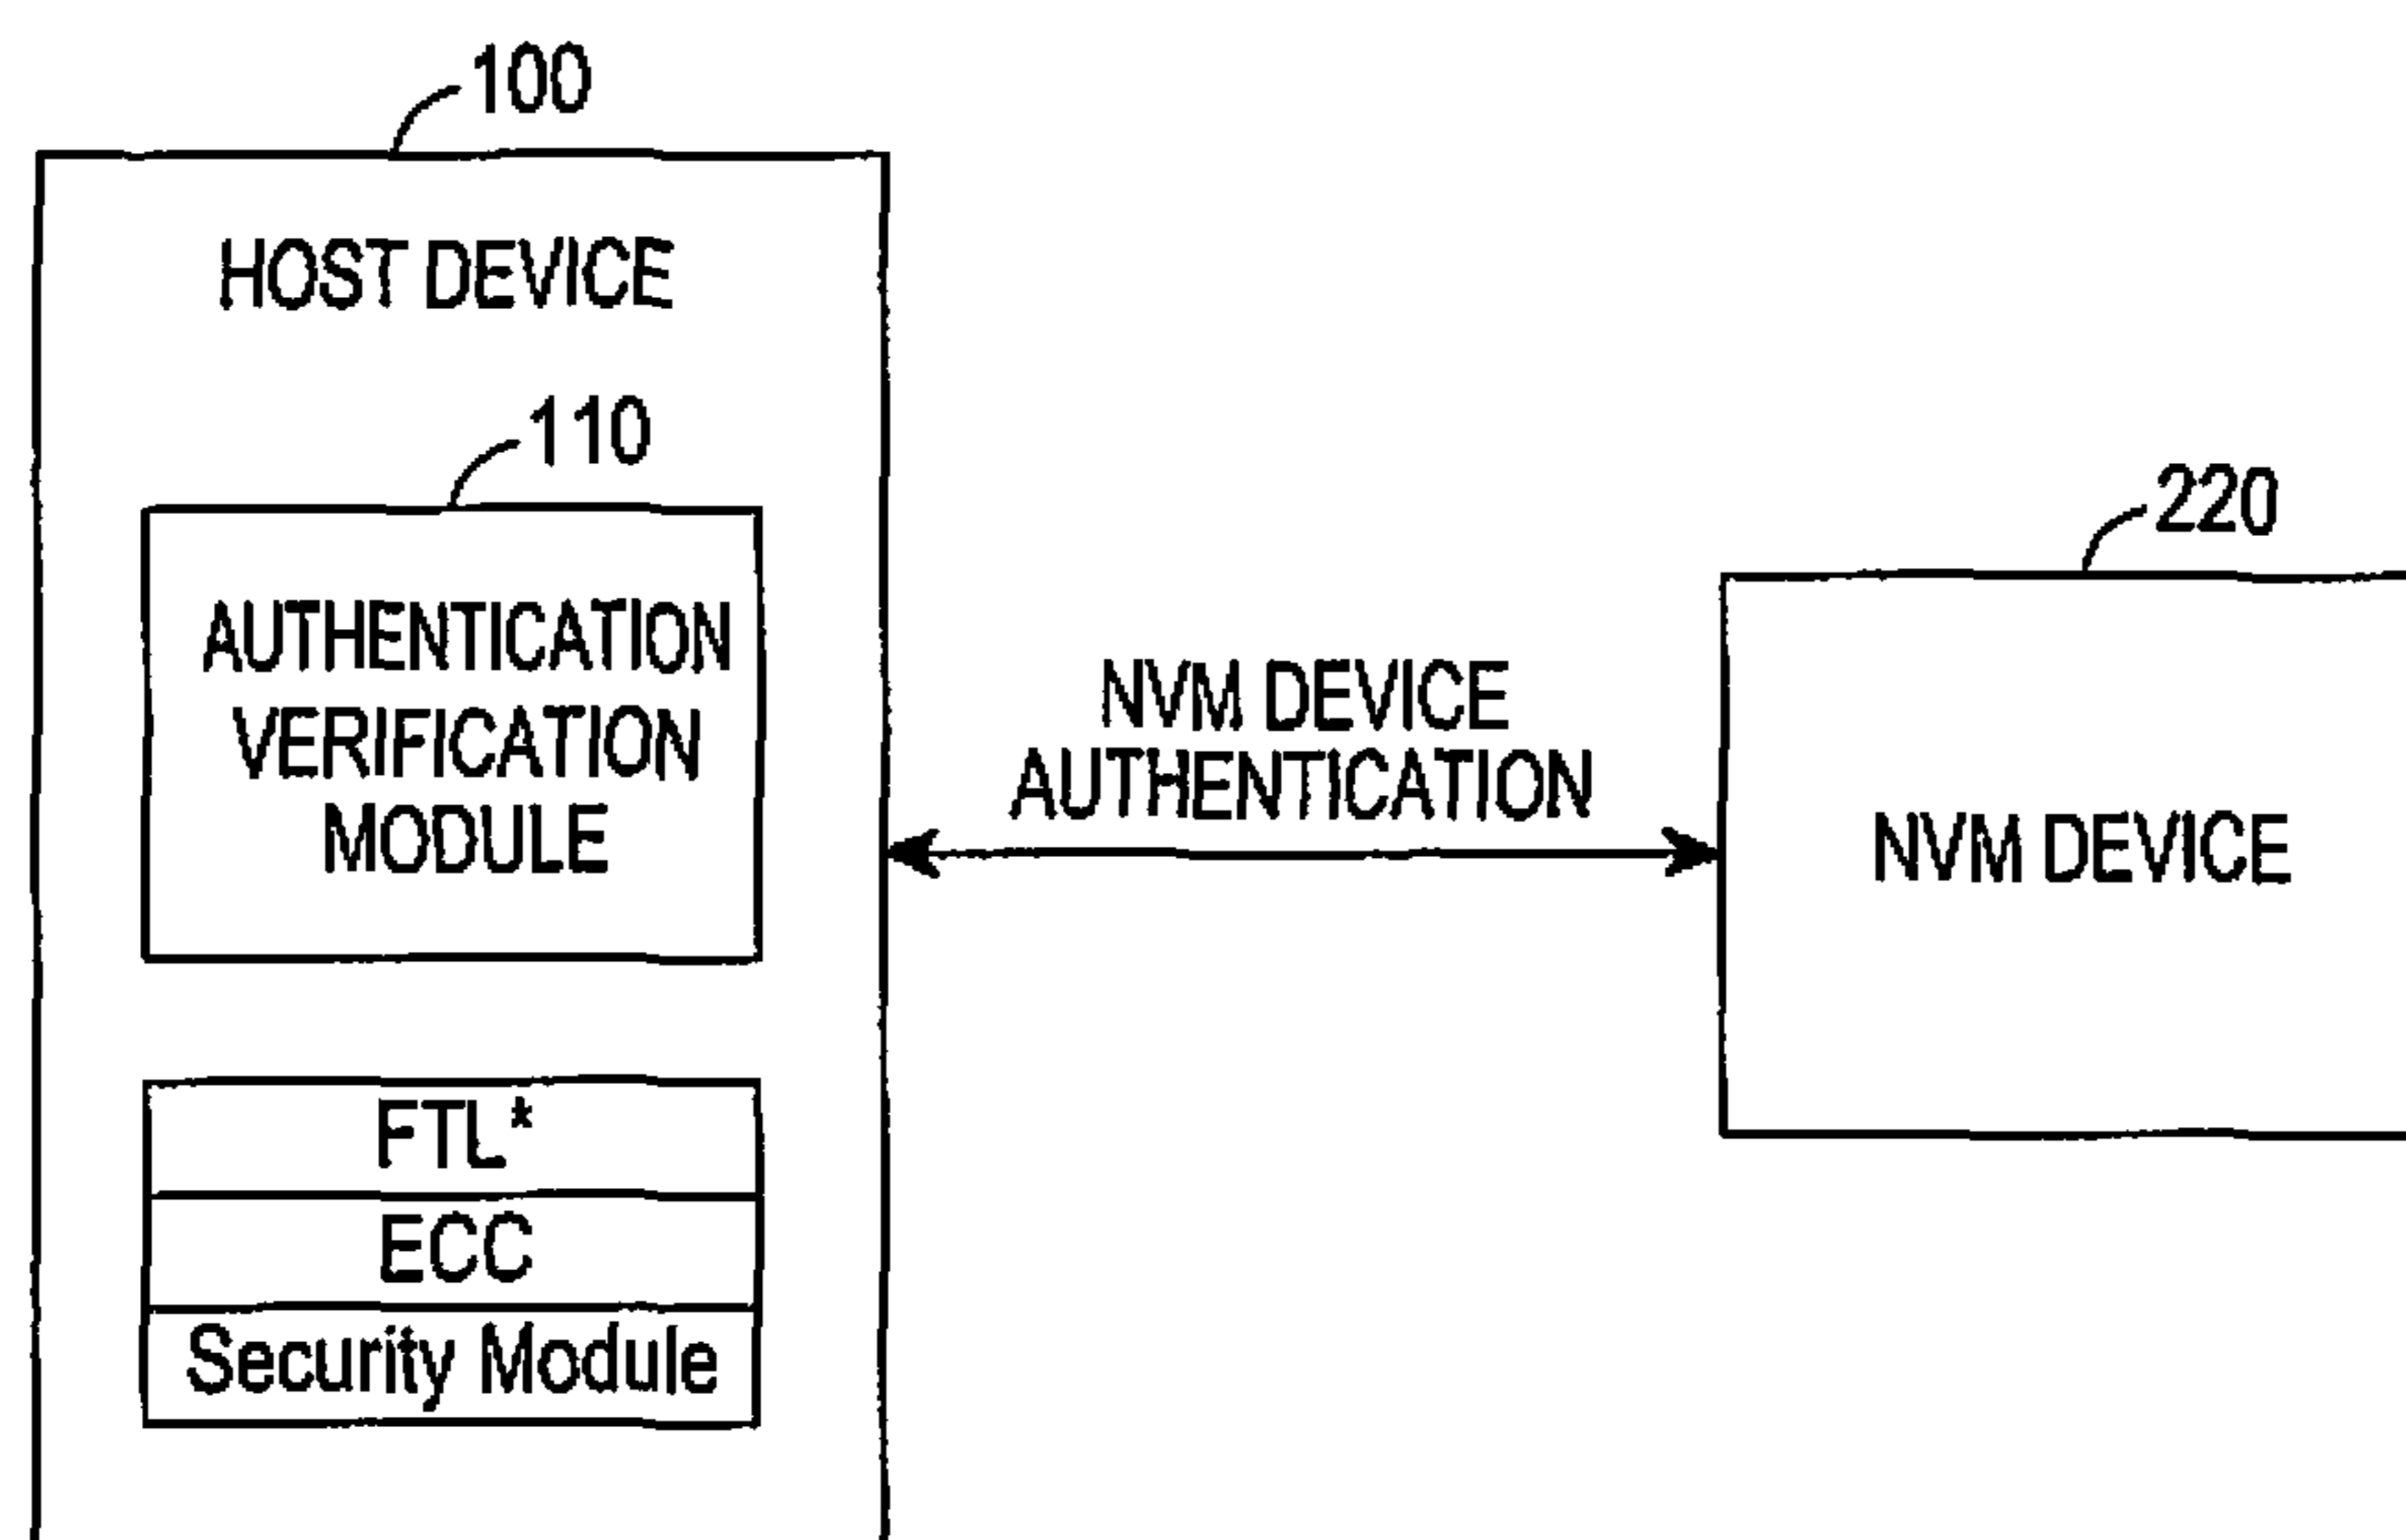 100
HOST DEVICE
110
AUTHENTICATION
VERIFICATION
MODULE
FTL*
ECC
Security Module
NVM DEVICE
AUTHENTICATION
220
NVM DEVICE